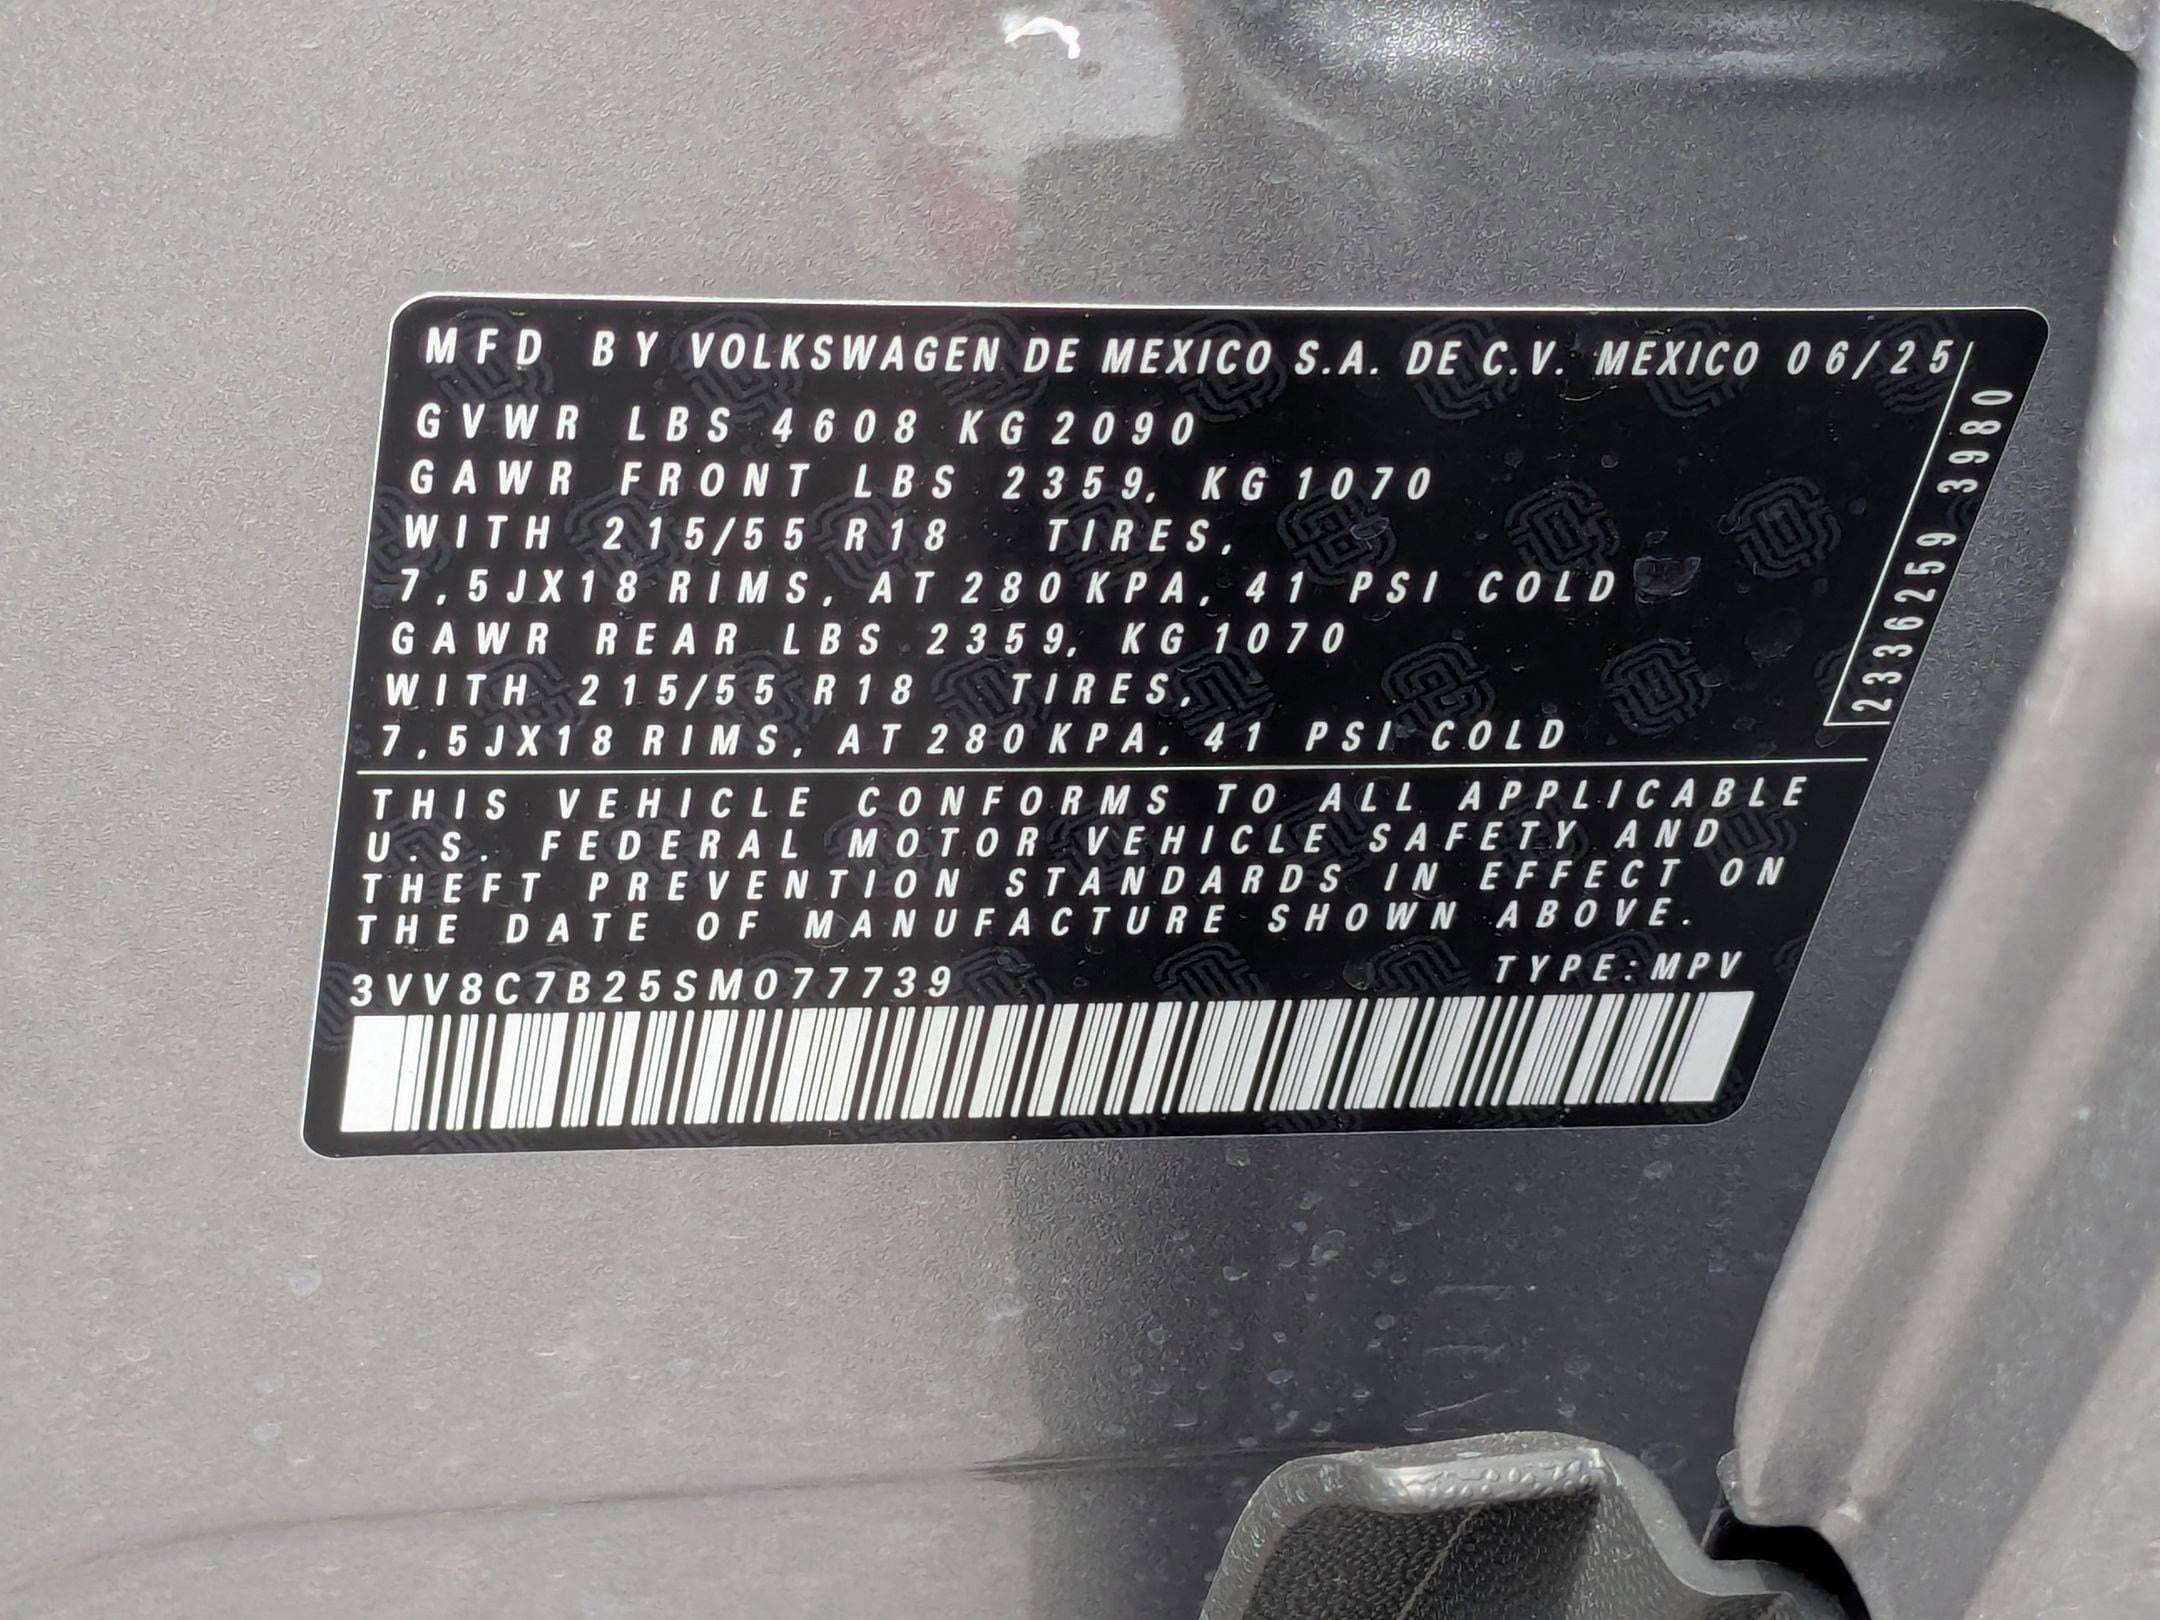 MFD BY VOLKSWAGEN DE MEXICO S.A. DE C.V. MEXICO 06/25
GVWR LBS 4608 KG 2090
GAWR FRONT LBS 2359, KG 1070
WITH 215/55 R18 TIRES,
7,5JX18 RIMS, AT 280 KPA, 41 PSI COLD
GAWR REAR LBS 2359, KG 1070
WITH 215/55 R18 TIRES,
7,5JX18 RIMS, AT 280 KPA, 41 PSI COLD
2336259 3980
THIS VEHICLE CONFORMS TO ALL APPLICABLE
U.S. FEDERAL MOTOR VEHICLE SAFETY AND
THEFT PREVENTION STANDARDS IN EFFECT ON
THE DATE OF MANUFACTURE SHOWN ABOVE.
TYPE: MPV
3VV8C7B25SM077739